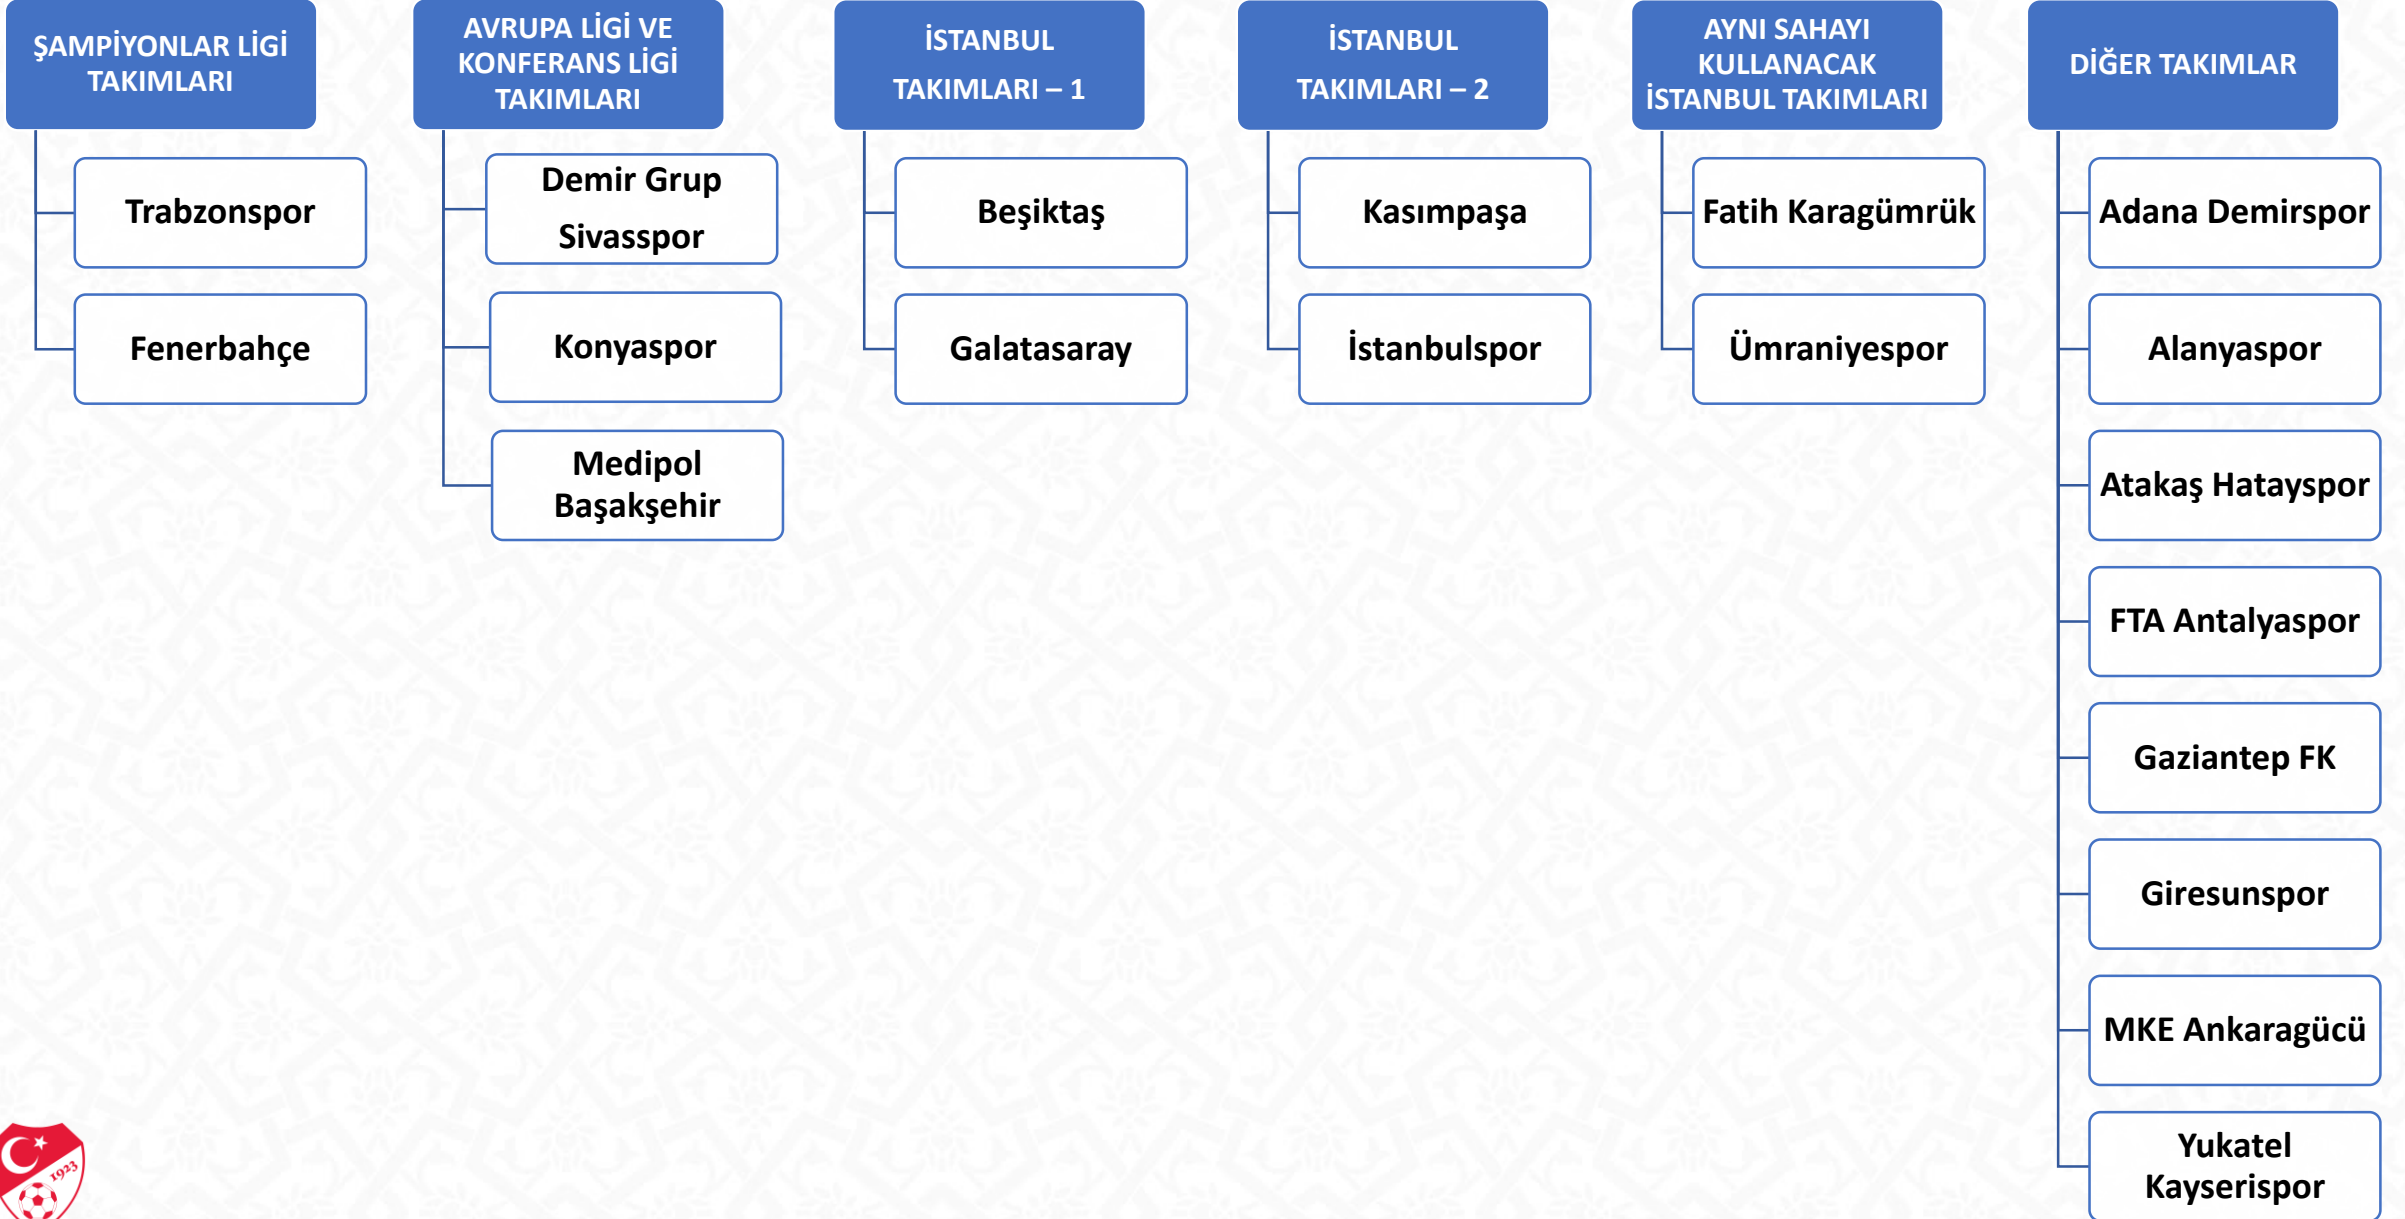 ŞAMPİYONLAR LİGİ
TAKIMLARI
Trabzonspor
Fenerbahçe
AVRUPA LİGİ VE
KONFERANS LİGİ
TAKIMLARI
Demir Grup
Sivasspor
Konyaspor
Medipol
Başakşehir
İSTANBUL
TAKIMLARI – 1
Beşiktaş
Galatasaray
İSTANBUL
TAKIMLARI – 2
Kasımpaşa
İstanbulspor
AYNI SAHAYI
KULLANACAK
İSTANBUL TAKIMLARI
Fatih Karagümrük
Ümraniyespor
DİĞER TAKIMLAR
Adana Demirspor
Alanyaspor
Atakaş Hatayspor
FTA Antalyaspor
Gaziantep FK
Giresunspor
MKE Ankaragücü
Yukatel
Kayserispor
1923